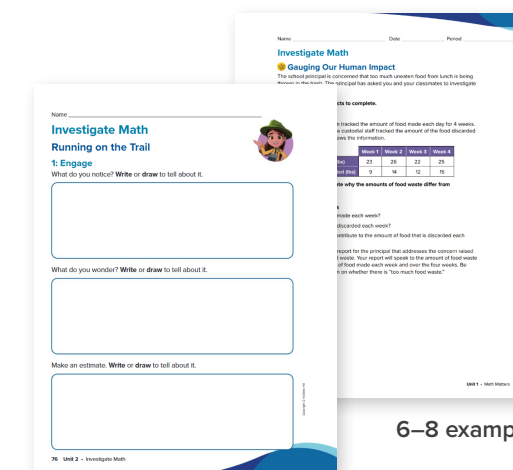 Name
Investigate Math
Running on the Trail
1: Engage
What do you notice? Write or draw to tell about it.
What do you wonder? Write or draw to tell about it.
Make an estimate. Write or draw to tell about it.
76 Unit 2 • Investigate Math
Name Date Period
Investigate Math
Gauging Our Human Impact
The school principal is concerned that too much uneaten food from lunch is being
thrown in the trash. The principal has asked you and your classmates to investigate
cts to complete.
n tracked the amount of food made each day for 4 weeks.
e custodial staff tracked the amount of the food discarded
ows the information.
Week 1 Week 2 Week 3 Week 4
lbs) 23 28 22 25
ded (lbs) 9 14 12 15
te why the amounts of food waste differ from
made each week?
discarded each week?
ontribute to the amount of food that is discarded each
report for the principal that addresses the concern raised
t waste. Your report will speak to the amount of food waste
of food made each week and over the four weeks. Be
n on whether there is "too much food waste."
Unit 1 • Math Matters
6–8 examp